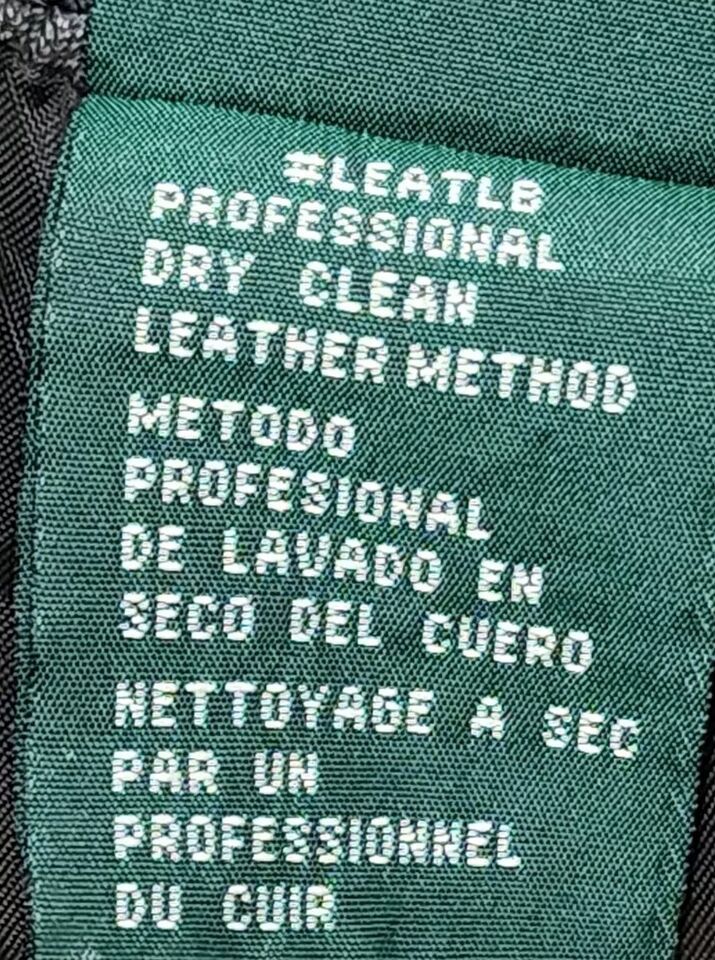 #LEATLB
PROFESSIONAL
DRY CLEAN
LEATHER METHOD
METODO
PROFESIONAL
DE LAVADO EN
SECO DEL CUERO
NETTOYAGE A SEC
PAR UN
PROFESSIONNEL
DU CUIR